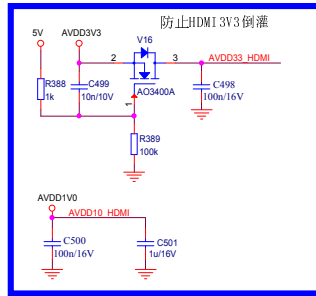 防止HDMI3V3倒灌
5V
AVDD3V3
V16
2
3
AVDD33_HDMI
R388
1k
C499
10n/10V
AO3400A
1
C498
100n/16V
R389
100k
AVDD1V0
AVDD10_HDMI
C500
100n/16V
C501
1u/16V